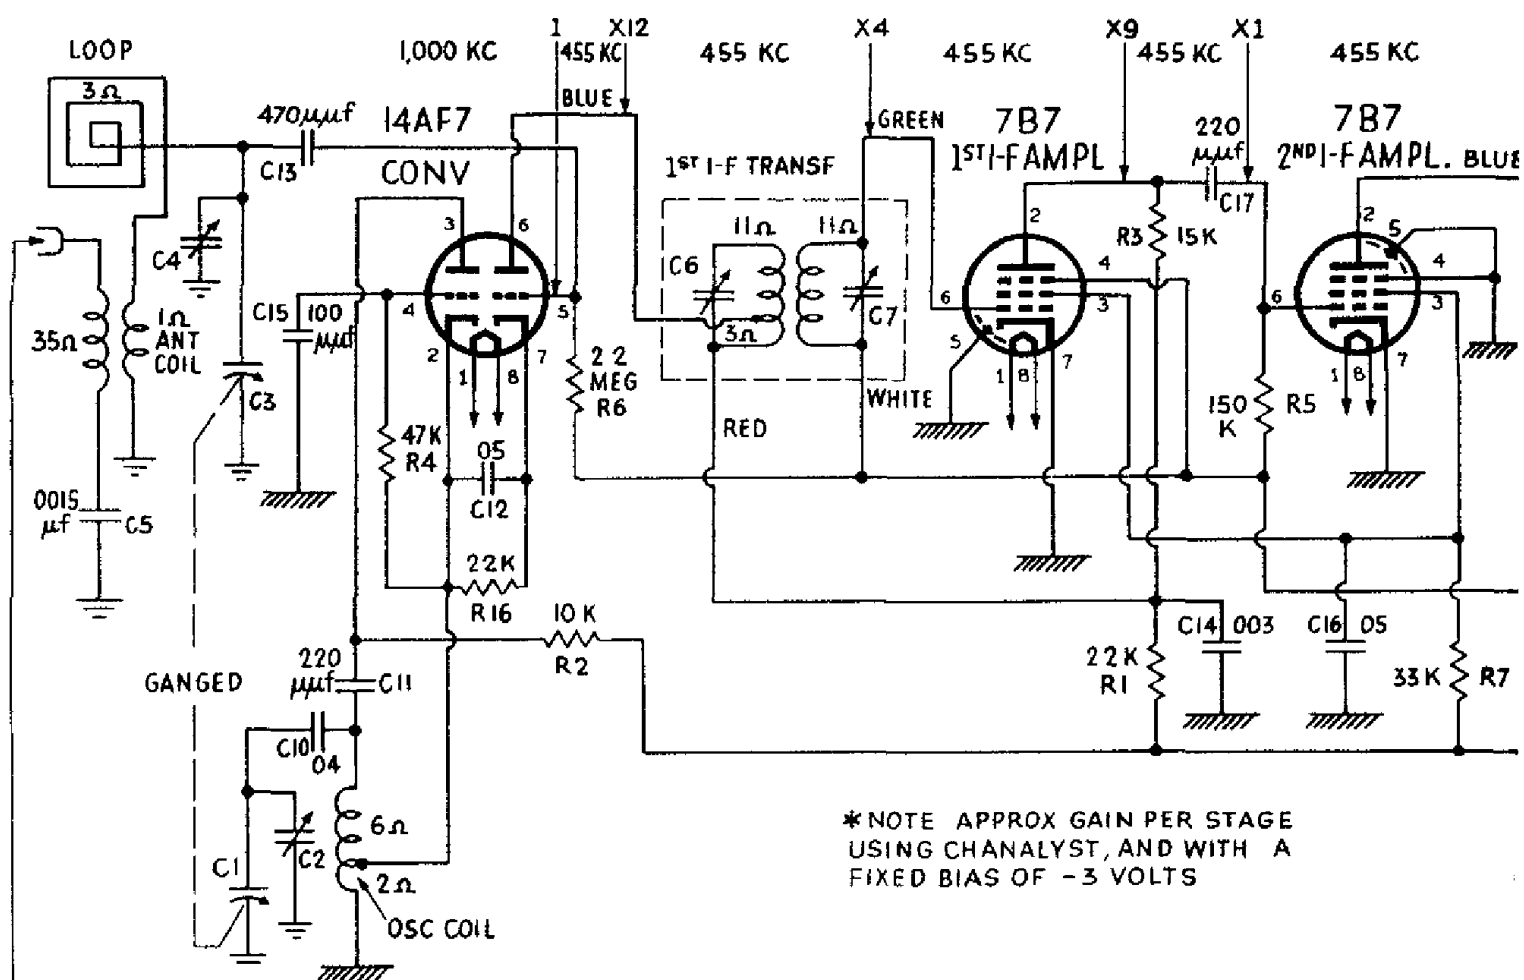 1 X12 X4 X9 X1
LOOP
1,000 KC 455 KC 455 KC 455 KC 455 KC 455 KC
3Ω
BLUE
470μμf
C13
14AF7
CONV
GREEN
7B7
1ST I-F AMPL
220
μμf
C17
7B7
2ND I-F AMPL. BLUE
1ST I-F TRANSF
11Ω 11Ω
C6
C7
3Ω
3 6
4 5
2 7
1 8
C4
C15 100
μμf
35Ω
1Ω
ANT
COIL
C3
2 2
MEG
R6
2
4
3
6
5
7
1 8
R3 15K
2
5
4
3
6
7
1 8
WHITE
RED
47K
R4
05
C12
150
K
R5
0015
μf
C5
22K
R16
10 K
R2
C14 003
C16 05
22K
R1
33K R7
GANGED
220
μμf
C11
C10
04
6Ω
C2
C1
2Ω
OSC COIL
*NOTE APPROX GAIN PER STAGE
USING CHANALYST, AND WITH A
FIXED BIAS OF -3 VOLTS